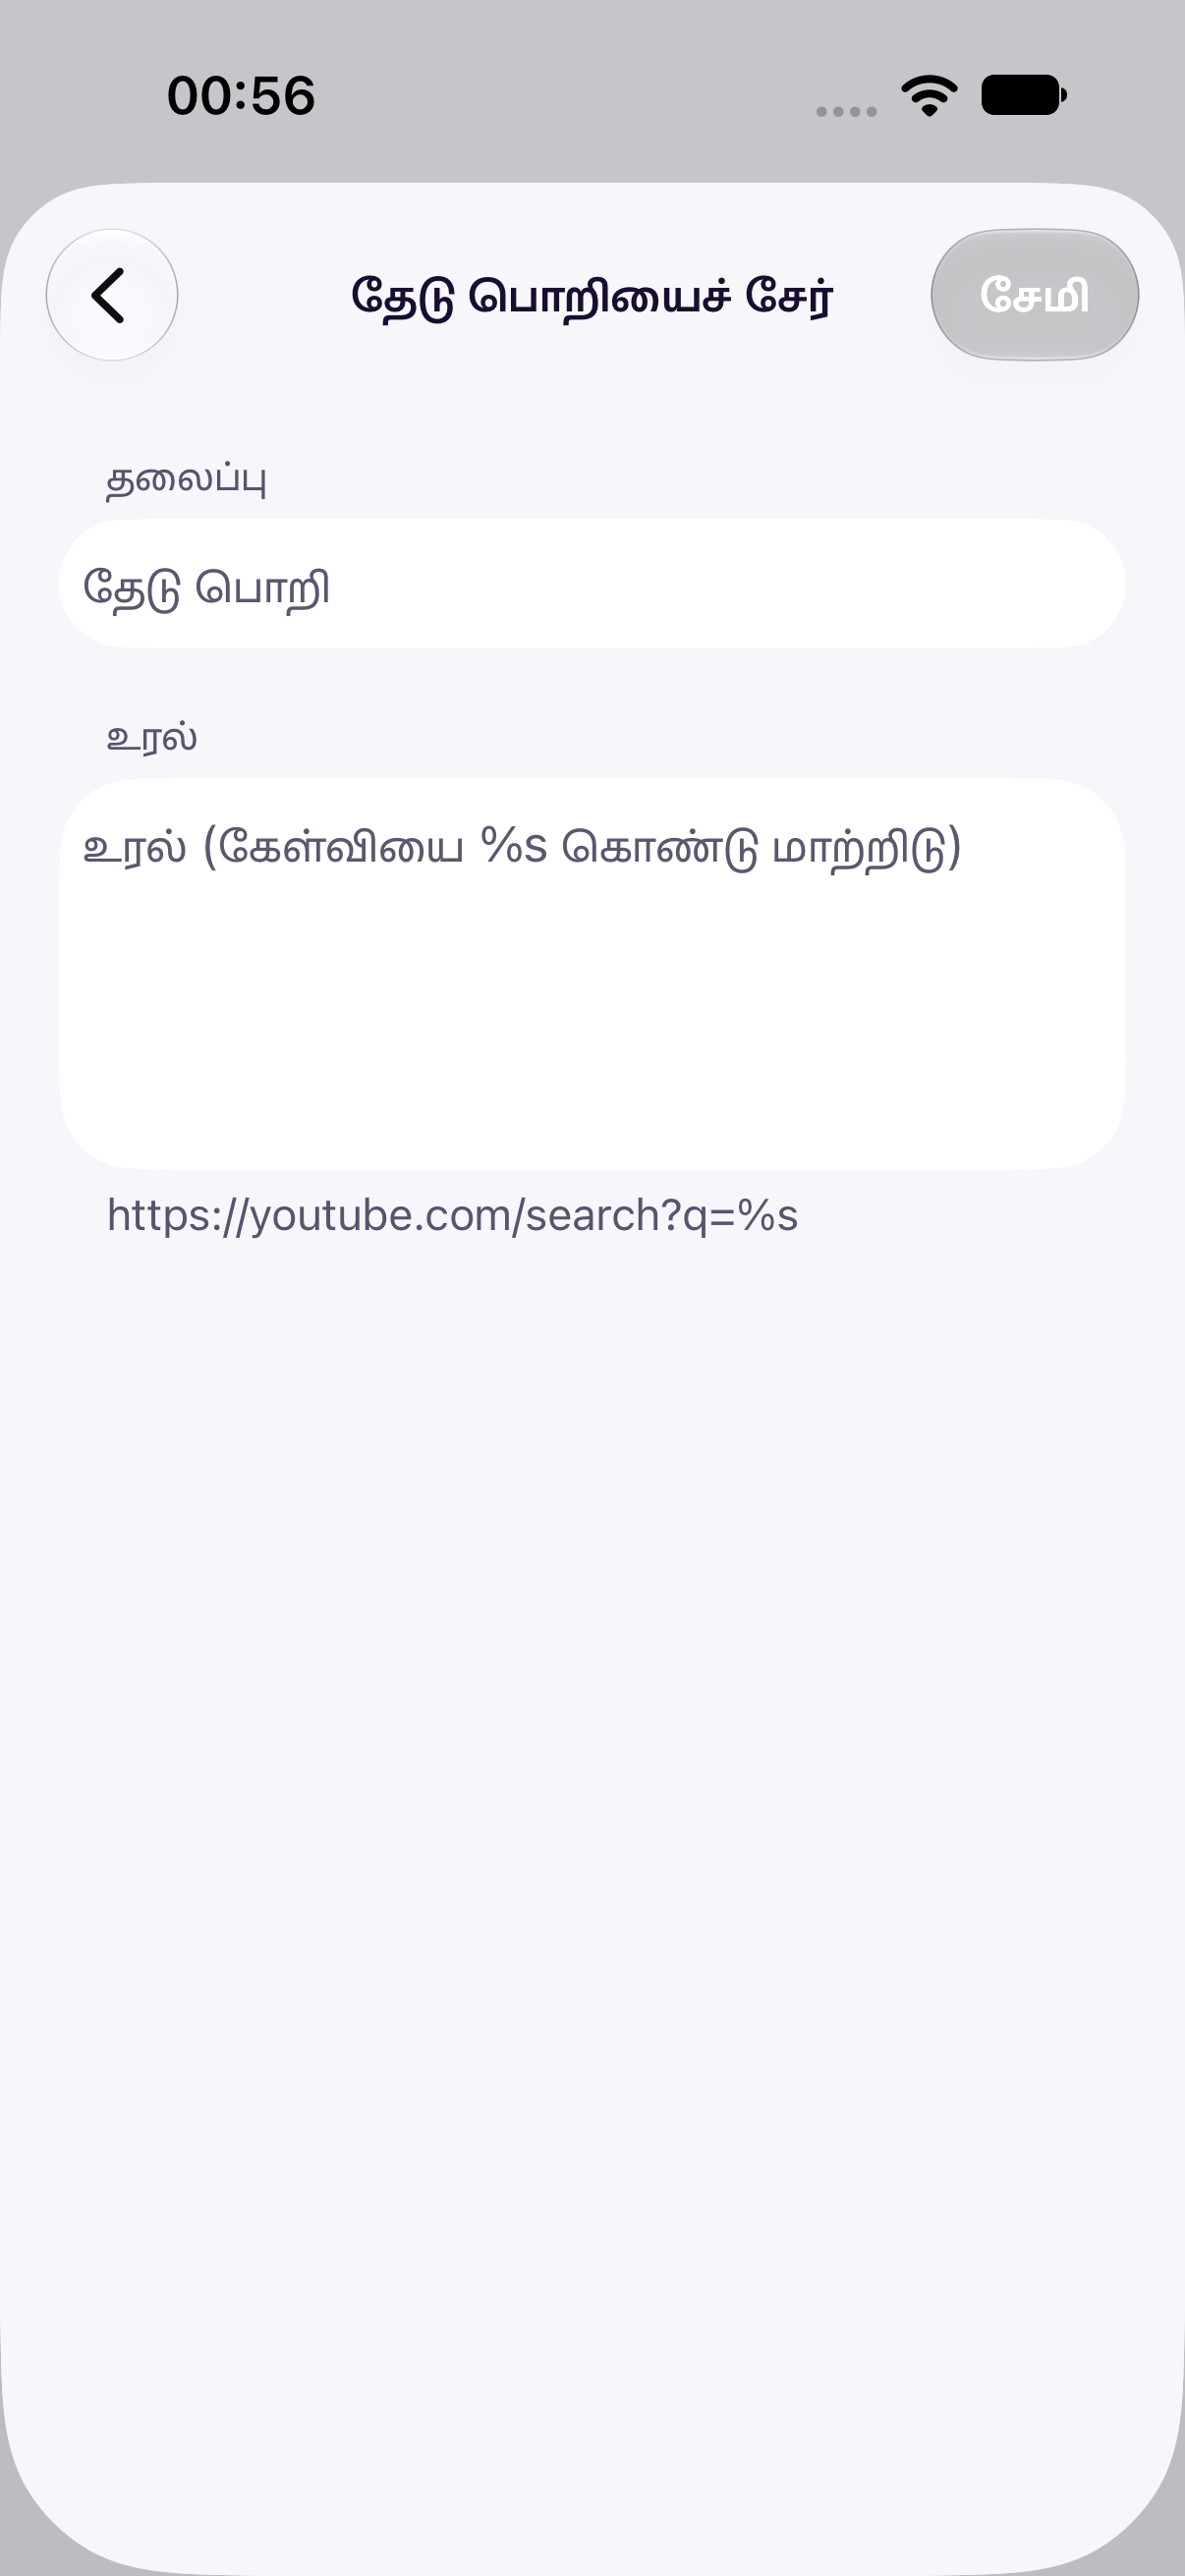 00:56
தேடு பொறியைச் சேர்
சேமி
தலைப்பு
தேடு பொறி
உரல்
உரல் (கேள்வியை %s கொண்டு மாற்றிடு)
https://youtube.com/search?q=%s